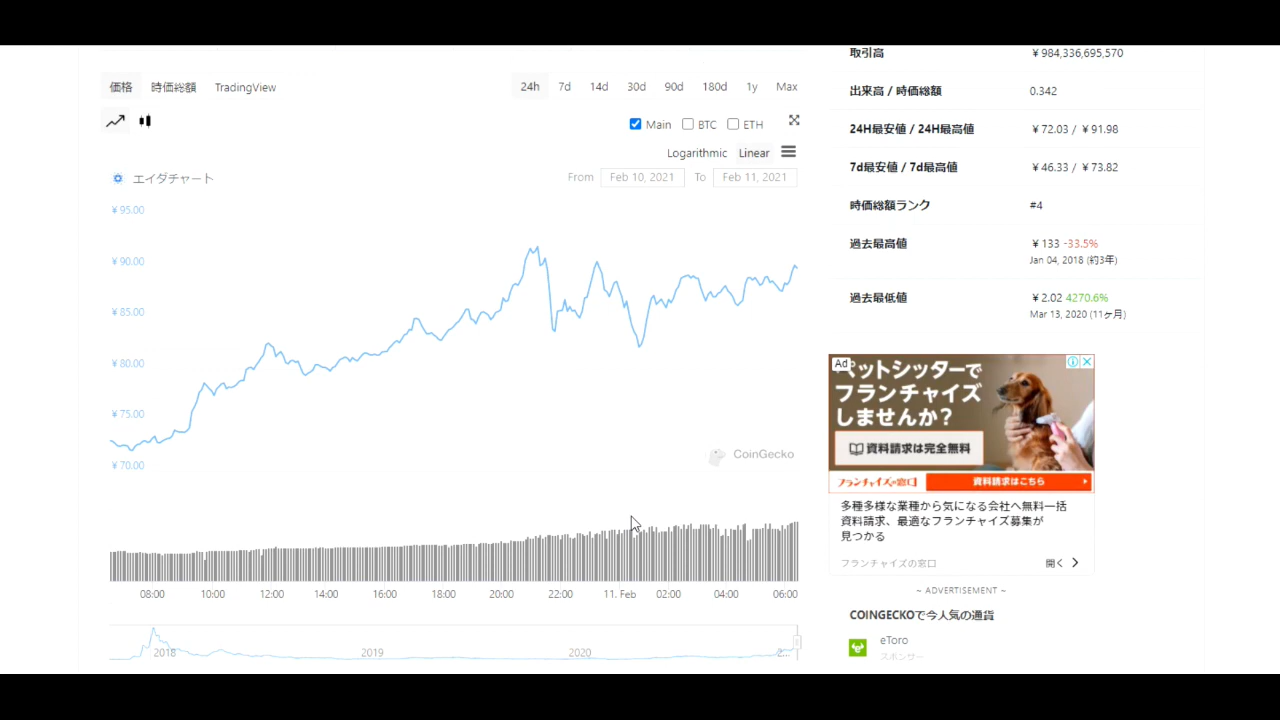 価格 時価総額 TradingView
24h 7d 14d 30d 90d 180d 1y Max
Main BTC ETH
Logarithmic Linear
エイダチャート
From Feb 10, 2021 To Feb 11, 2021
¥95.00
¥90.00
¥85.00
¥80.00
¥75.00
¥70.00
CoinGecko
08:00 10:00 12:00 14:00 16:00 18:00 20:00 22:00 11. Feb 02:00 04:00 06:00
2018 2019 2020 2...
取引高 ¥984,336,695,570
出来高 / 時価総額 0.342
24H最安値 / 24H最高値 ¥72.03 / ¥91.98
7d最安値 / 7d最高値 ¥46.33 / ¥73.82
時価総額ランク #4
過去最高値 ¥133 -33.5%
Jan 04, 2018 (約3年)
過去最低値 ¥2.02 4270.6%
Mar 13, 2020 (11ヶ月)
Ad
ペットシッターで
フランチャイズ
しませんか?
資料請求は完全無料
フランチャイズの窓口 資料請求はこちら
多種多様な業種から気になる会社へ無料一括
資料請求、最適なフランチャイズ募集が
見つかる
フランチャイズの窓口 開く
~ ADVERTISEMENT ~
COINGECKOで今人気の通貨
eToro
スポンサー